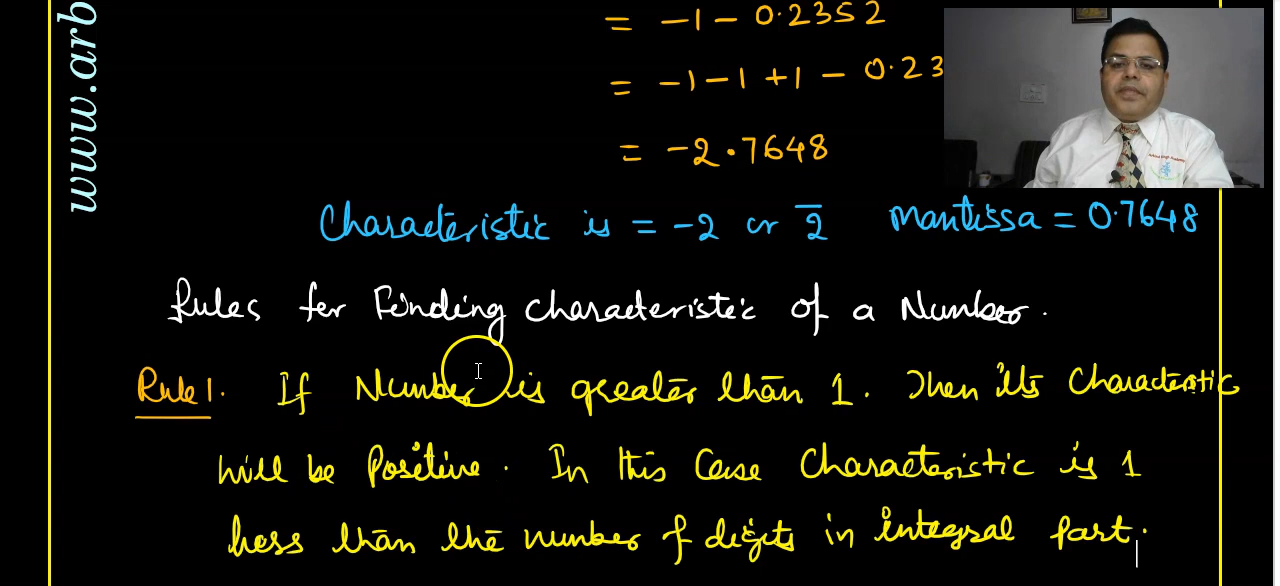 www.arb
= -1 - 0.2352
= -1 - 1 + 1 - 0.23
= -2.7648
Characteristic is = -2 or 2̅ Mantissa = 0.7648
Rules for Finding characteristic of a Number.
Rule 1. If Number is greater than 1. Then its Characteristic
will be Positive. In this Case Characteristic is 1
less than the number of digits in integral part.